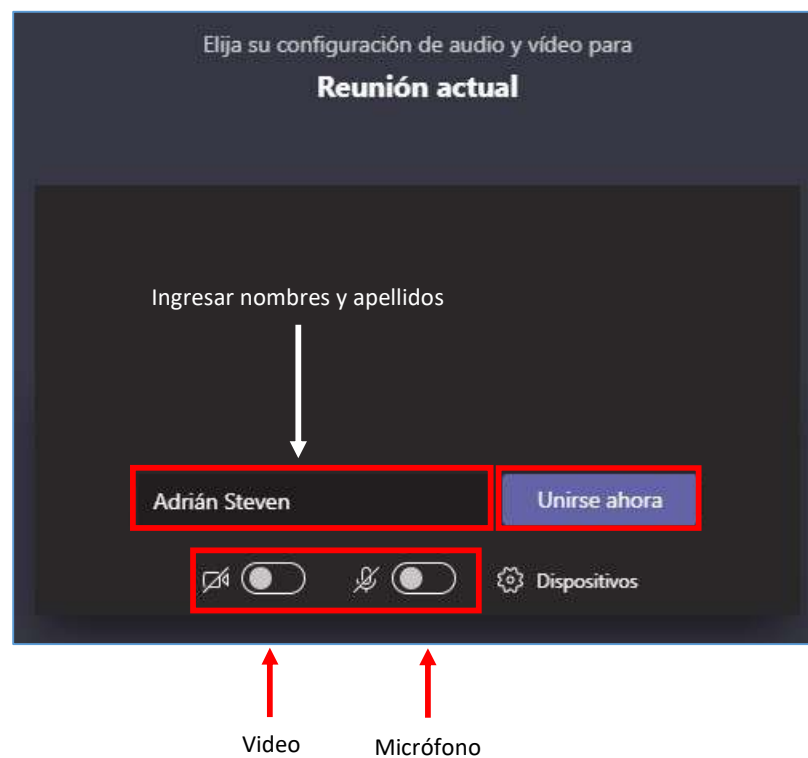 Elija su configuración de audio y vídeo para
Reunión actual
Ingresar nombres y apellidos
Adrián Steven
Unirse ahora
Dispositivos
Video
Micrófono